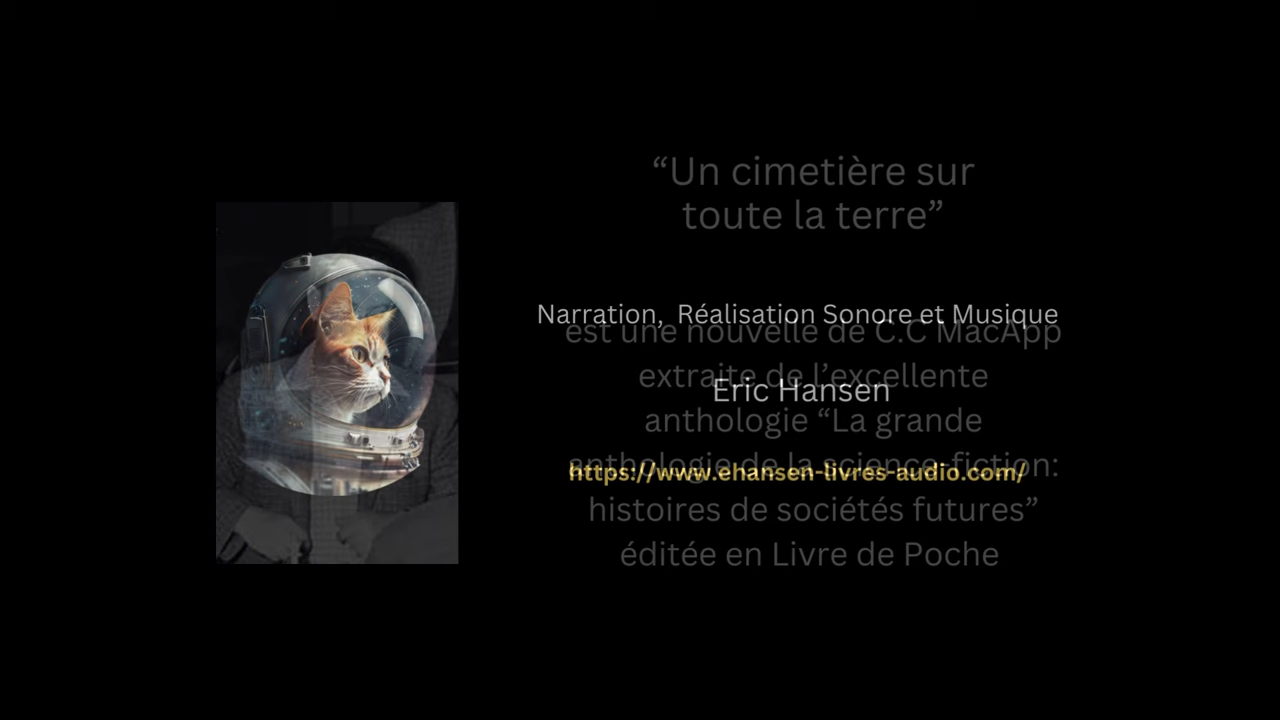 “Un cimetière sur
toute la terre”
Narration, Réalisation Sonore et Musique
est une nouvelle de C.C MacApp
extraite de l’excellente
Eric Hansen
anthologie “La grande
anthologie de la science-fiction:
https://www.ehansen-livres-audio.com/
histoires de sociétés futures”
éditée en Livre de Poche